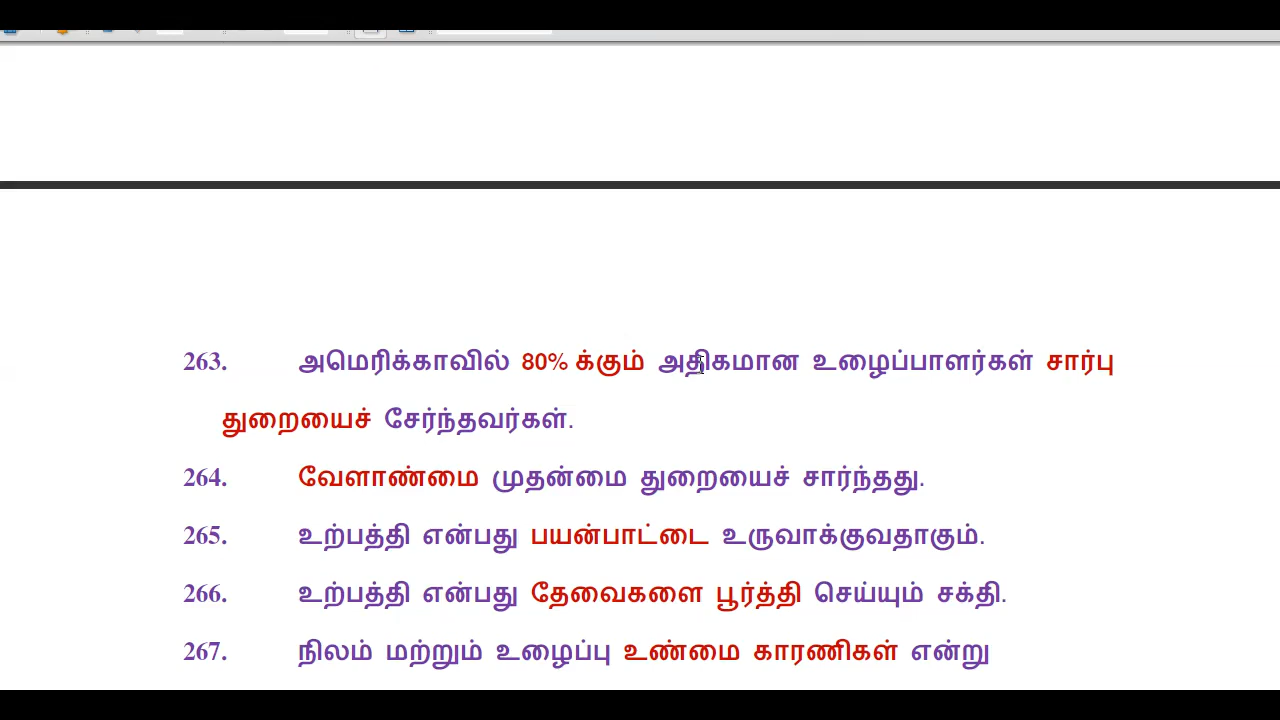 263. அமெரிக்காவில் 80% க்கும் அதிகமான உழைப்பாளர்கள் சார்பு
துறையைச் சேர்ந்தவர்கள்.
264. வேளாண்மை முதன்மை துறையைச் சார்ந்தது.
265. உற்பத்தி என்பது பயன்பாட்டை உருவாக்குவதாகும்.
266. உற்பத்தி என்பது தேவைகளை பூர்த்தி செய்யும் சக்தி.
267. நிலம் மற்றும் உழைப்பு உண்மை காரணிகள் என்று